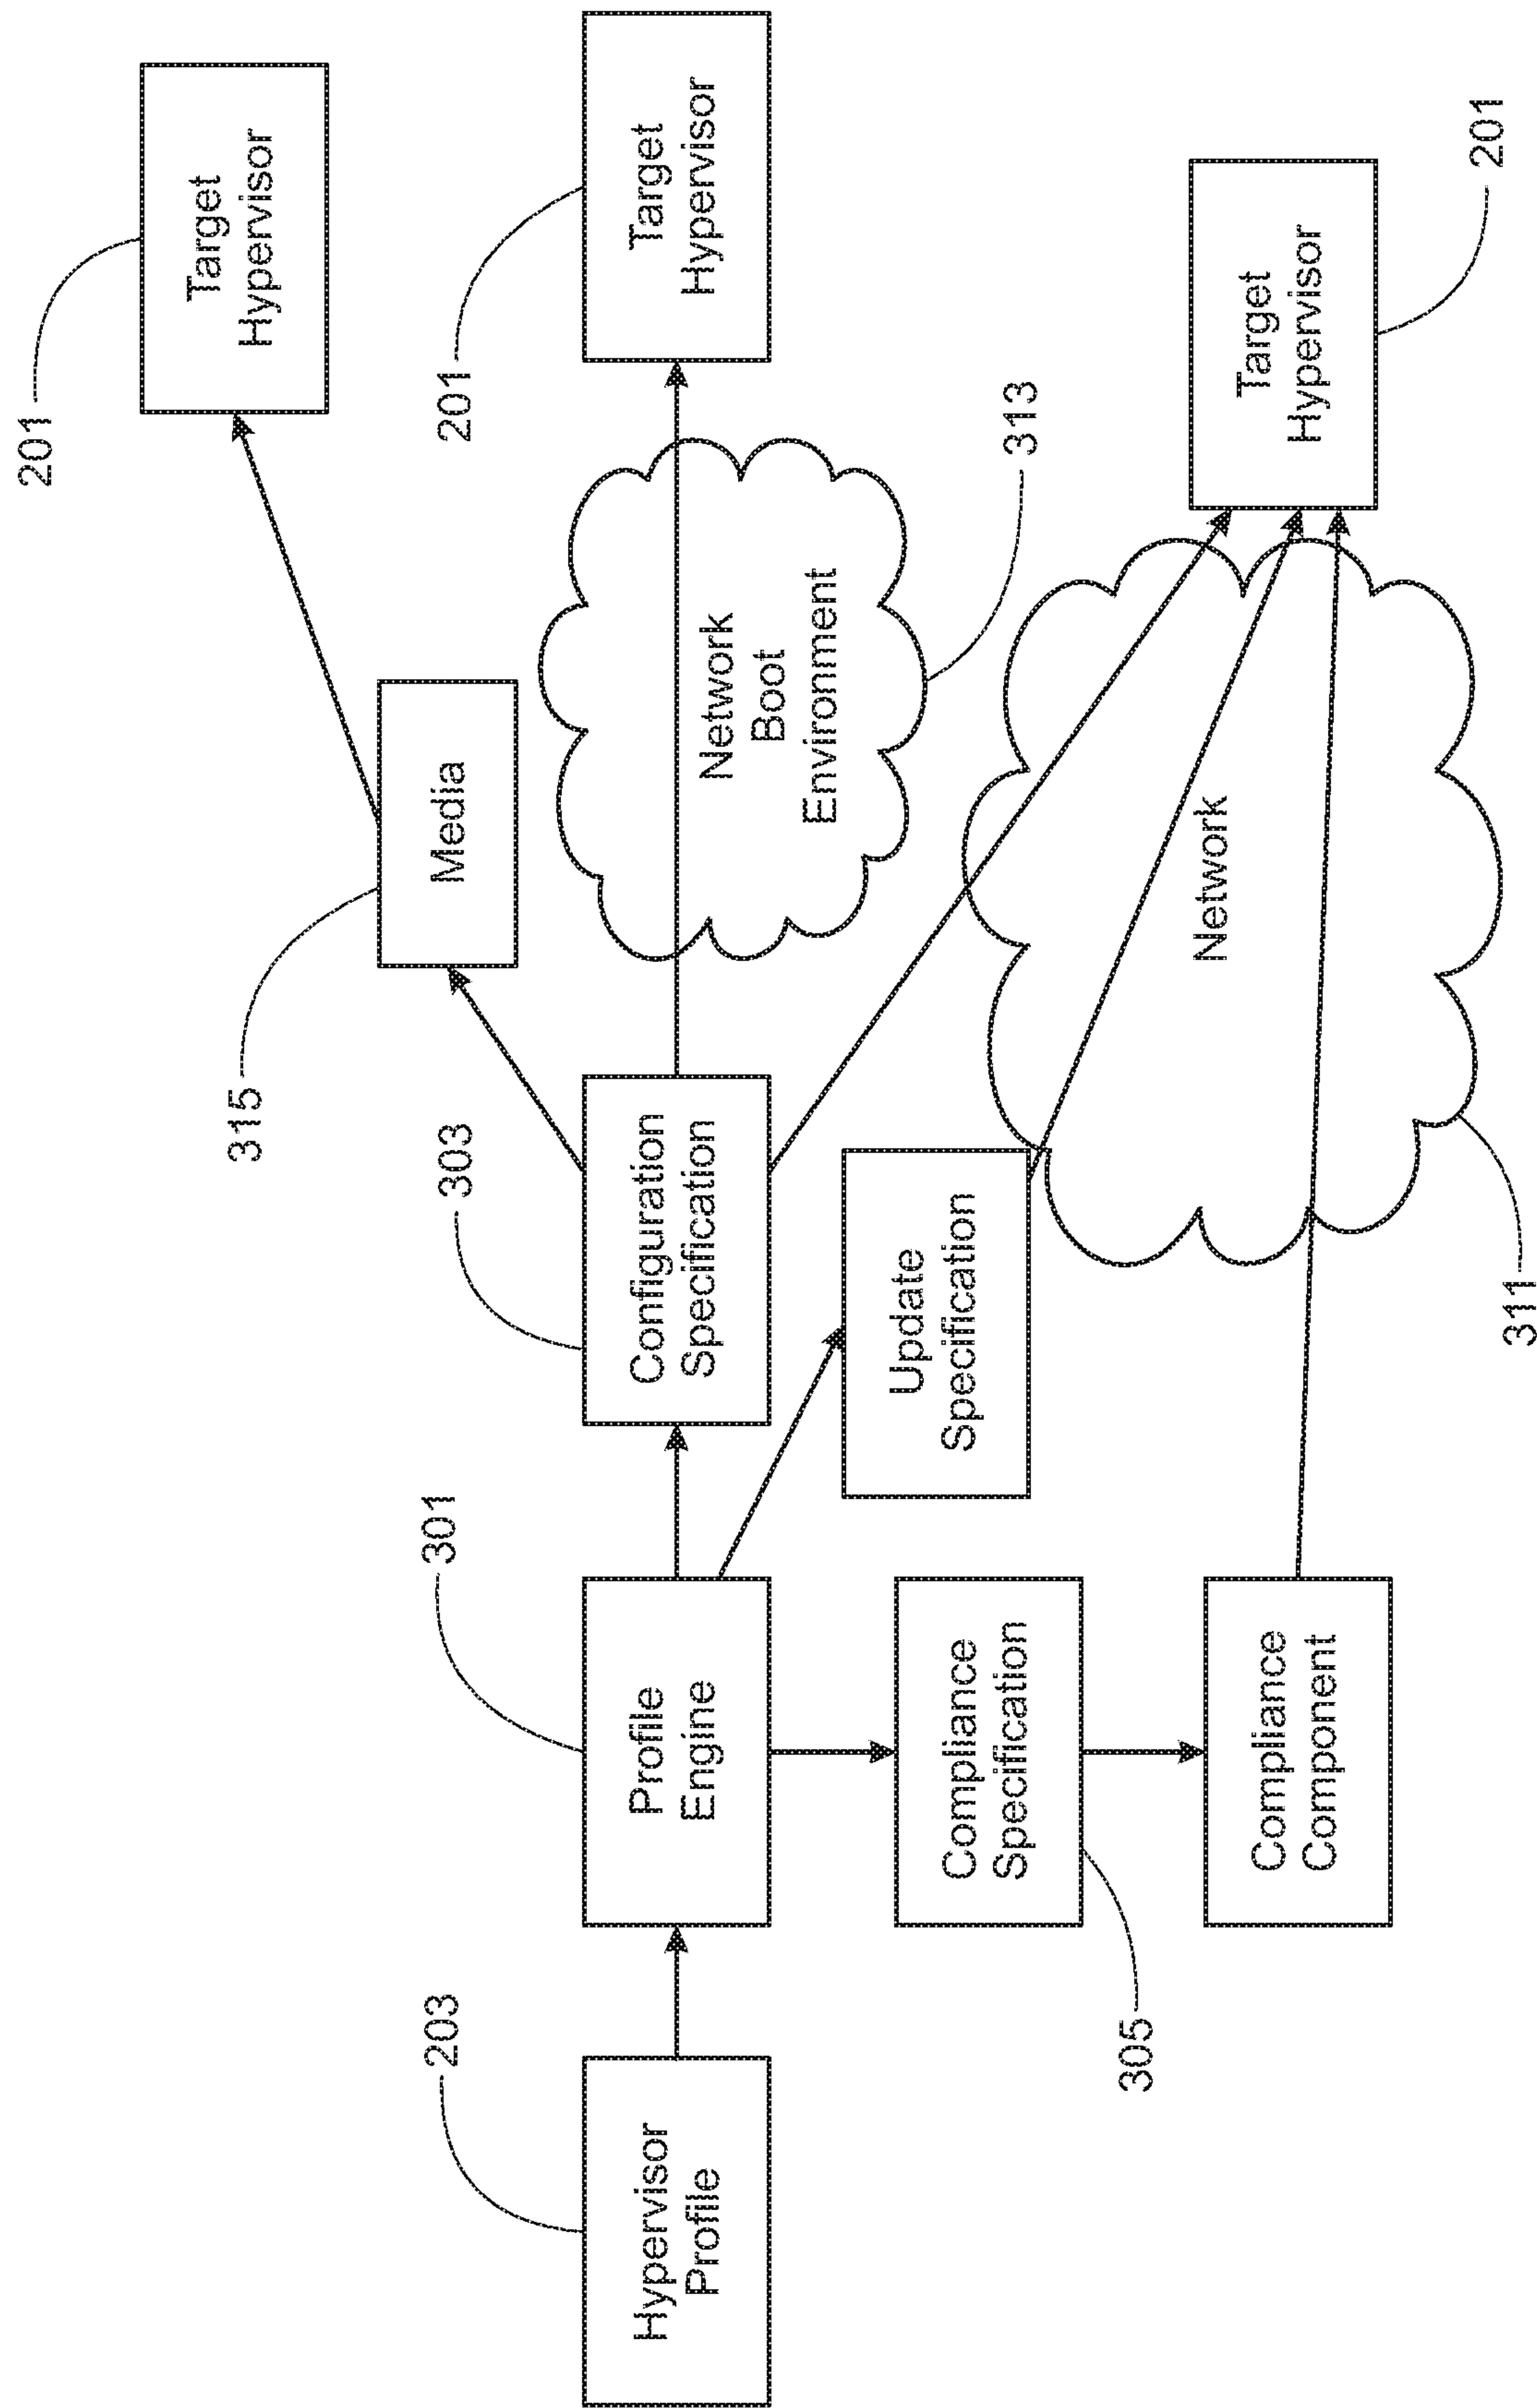 201
Target
Hypervisor
315
Media
201
Target
Hypervisor
203
Hypervisor
Profile
301
Profile
Engine
303
Configuration
Specification
Network
Boot
Environment
313
Update
Specification
305
Compliance
Specification
Compliance
Component
Network
311
Target
Hypervisor
201